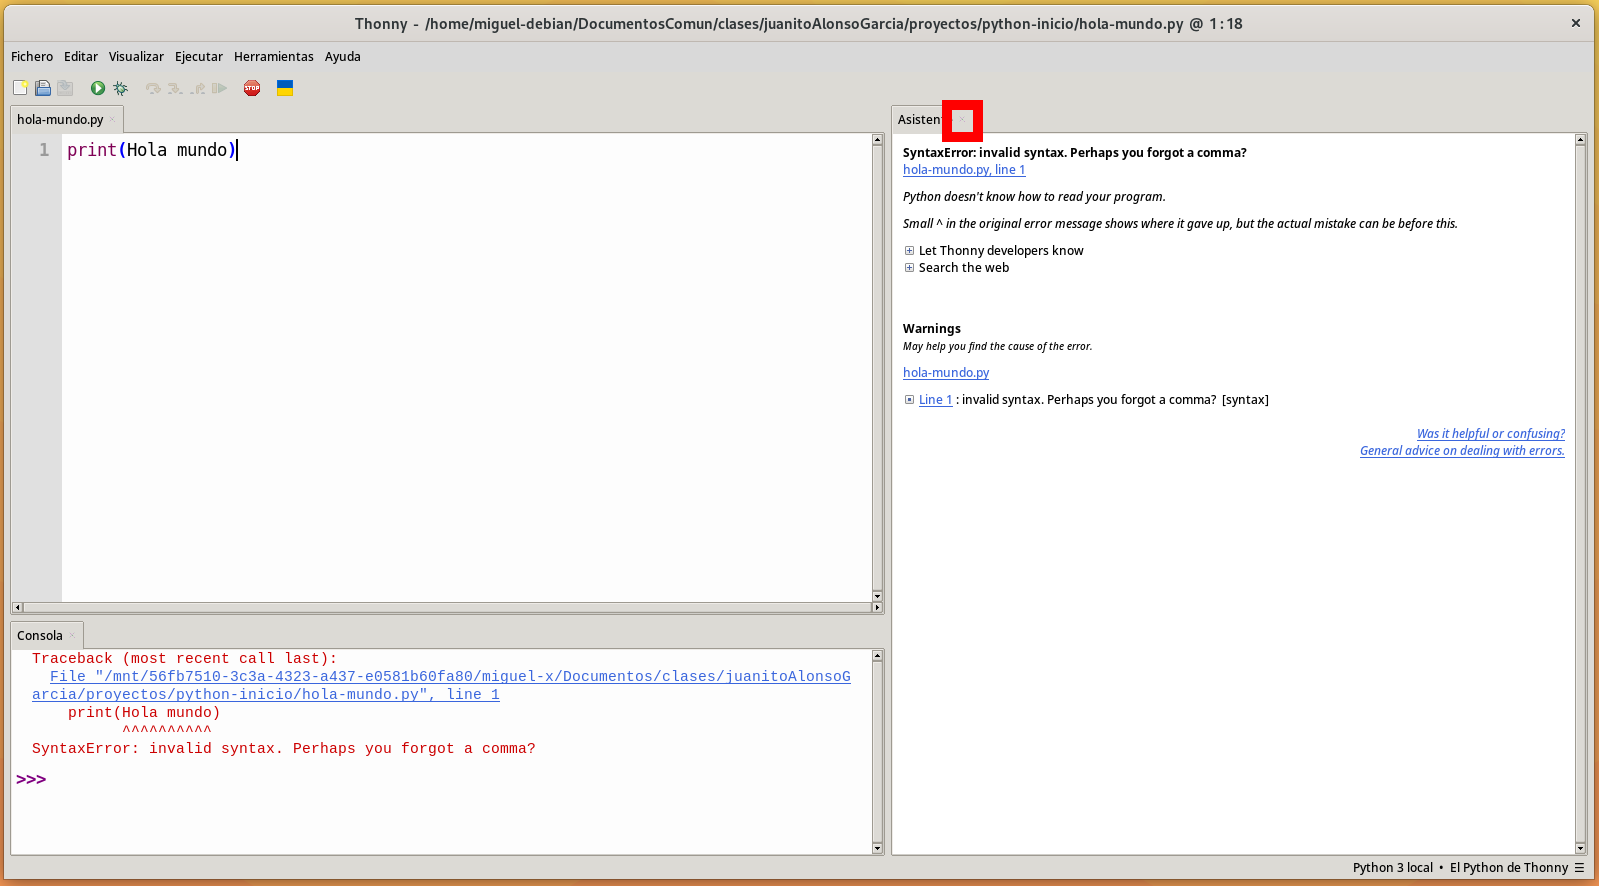 Thonny - /home/miguel-debian/DocumentosComun/clases/juanitoAlonsoGarcia/proyectos/python-inicio/hola-mundo.py @ 1:18
Fichero Editar Visualizar Ejecutar Herramientas Ayuda
STOP
hola-mundo.py
1 print(Hola mundo)
Consola
Traceback (most recent call last):
File "/mnt/56fb7510-3c3a-4323-a437-e0581b60fa80/miguel-x/Documentos/clases/juanitoAlonsoG
arcia/proyectos/python-inicio/hola-mundo.py", line 1
print(Hola mundo)
^^^^^^^^^^
SyntaxError: invalid syntax. Perhaps you forgot a comma?
>>>
SyntaxError: invalid syntax. Perhaps you forgot a comma?
hola-mundo.py, line 1
Python doesn't know how to read your program.
Small ^ in the original error message shows where it gave up, but the actual mistake can be before this.
Let Thonny developers know
Search the web
Warnings
May help you find the cause of the error.
hola-mundo.py
Line 1 : invalid syntax. Perhaps you forgot a comma? [syntax]
Was it helpful or confusing?
General advice on dealing with errors.
Python 3 local • El Python de Thonny ☰